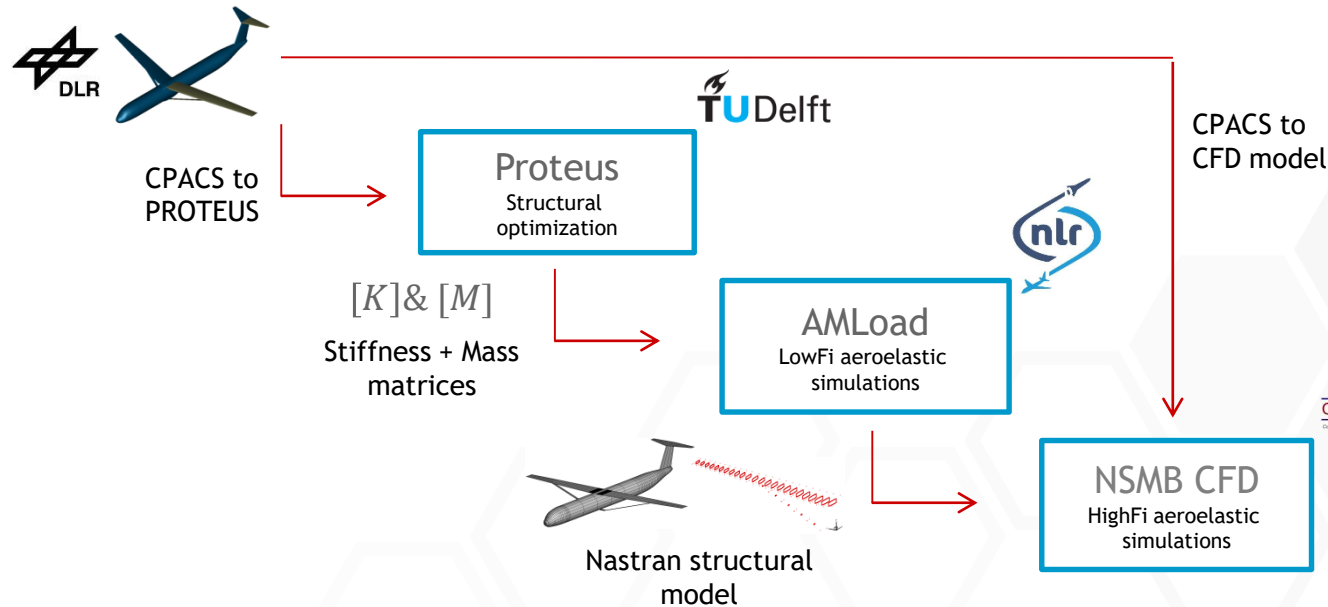 DLR
TUDelft
CPACS to
CFD model
CPACS to
PROTEUS
Proteus
Structural
optimization
nlr
[K]& [M]
Stiffness + Mass
matrices
AMLoad
LowFi aeroelastic
simulations
NSMB CFD
HighFi aeroelastic
simulations
Nastran structural
model